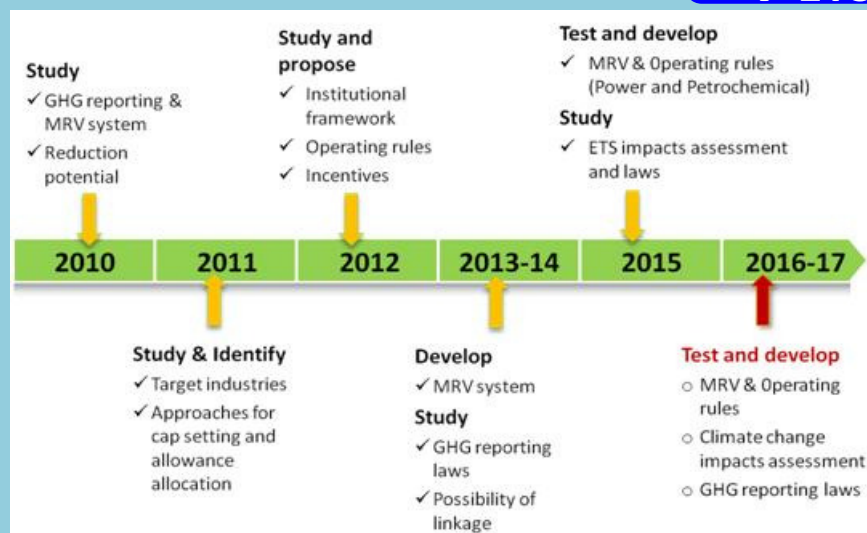 Study
✓ GHG reporting &
MRV system
✓ Reduction
potential
Study and
propose
✓ Institutional
framework
✓ Operating rules
✓ Incentives
Test and develop
✓ MRV & 0perating rules
(Power and Petrochemical)
Study
✓ ETS impacts assessment
and laws
2010 2011 2012 2013-14 2015 2016-17
Study & Identify
✓ Target industries
✓ Approaches for
cap setting and
allowance
allocation
Develop
✓ MRV system
Study
✓ GHG reporting
laws
✓ Possibility of
linkage
Test and develop
○ MRV & 0perating
rules
○ Climate change
impacts assessment
○ GHG reporting laws